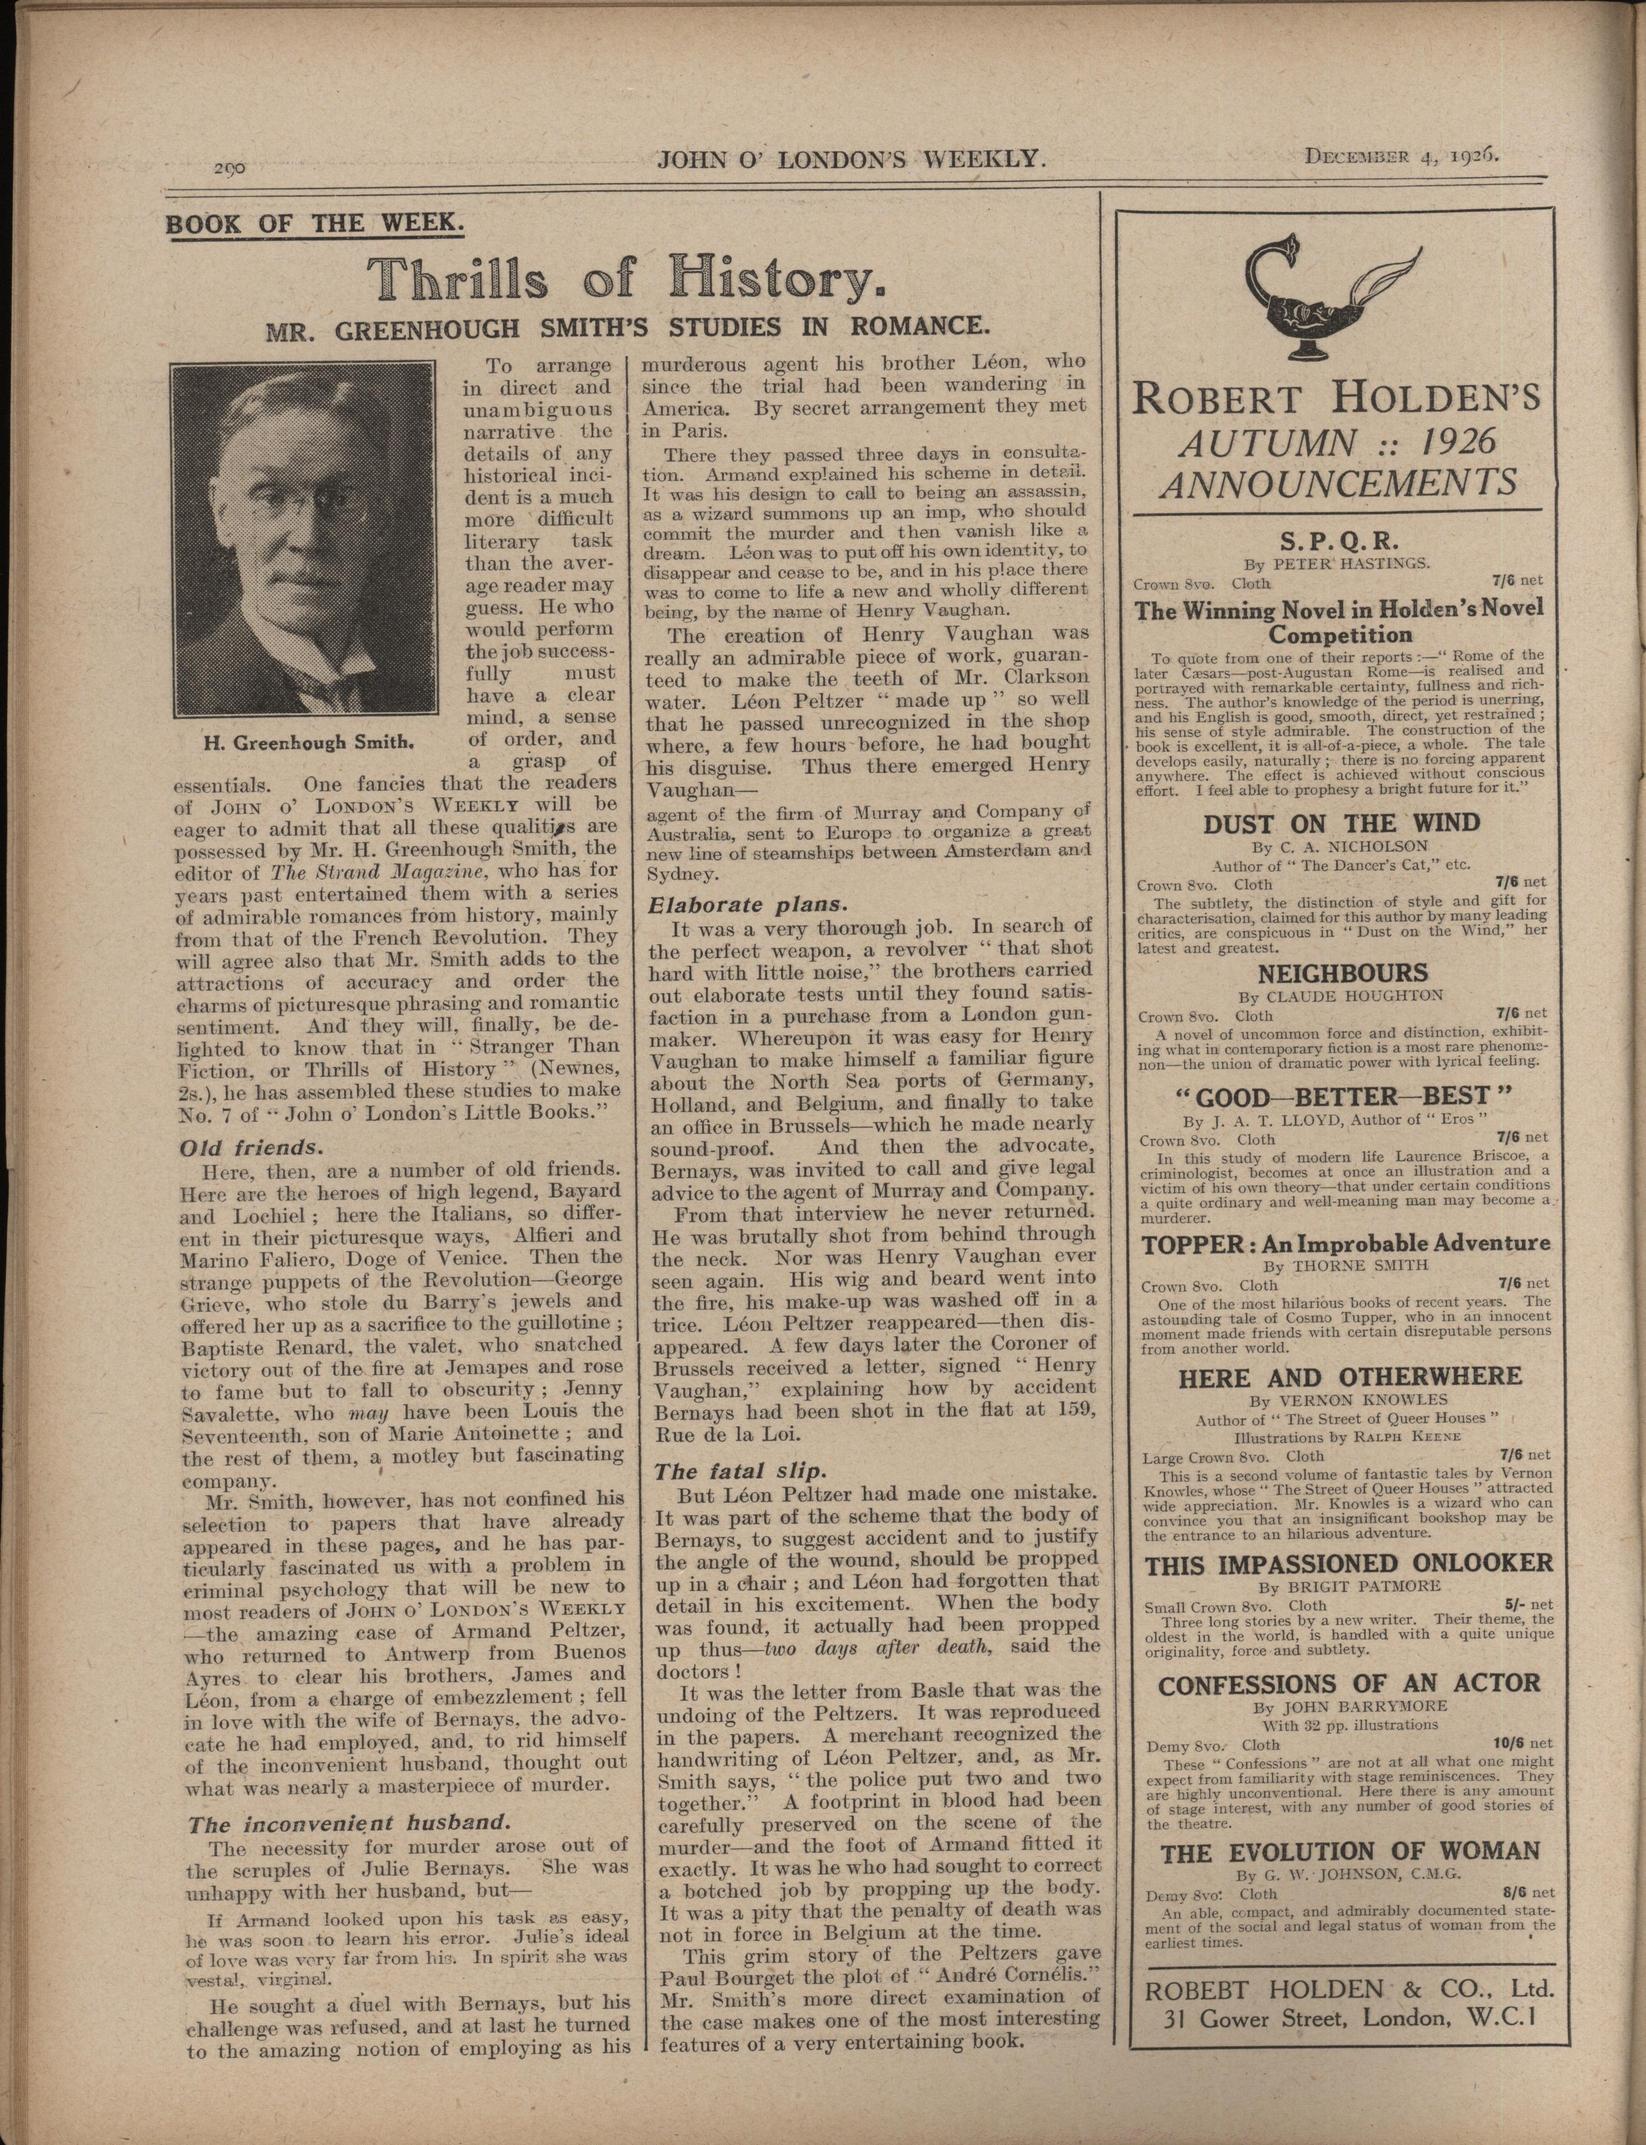 290
JOHN O' LONDON'S WEEKLY.
DECEMBER 4, 1926.
BOOK OF THE WEEK.
Thrills of History.
MR. GREENHOUGH SMITH'S STUDIES IN ROMANCE.
H. Greenhough Smith.
To arrange
in direct and
unambiguous
narrative the
details of any
historical inci-
dent is a much
more difficult
literary task
than the aver-
age reader may
guess. He who
would perform
the job success-
fully must
have a clear
mind, a sense
of order, and
a grasp of
essentials. One fancies that the readers
of JOHN O' LONDON'S WEEKLY will be
eager to admit that all these qualities are
possessed by Mr. H. Greenhough Smith, the
editor of The Strand Magazine, who has for
years past entertained them with a series
of admirable romances from history, mainly
from that of the French Revolution. They
will agree also that Mr. Smith adds to the
attractions of accuracy and order the
charms of picturesque phrasing and romantic
sentiment. And they will, finally, be de-
lighted to know that in "Stranger Than
Fiction, or Thrills of History" (Newnes,
2s.), he has assembled these studies to make
No. 7 of "John o' London's Little Books."
Old friends.
Here, then, are a number of old friends.
Here are the heroes of high legend, Bayard
and Lochiel; here the Italians, so differ-
ent in their picturesque ways, Alfieri and
Marino Faliero, Doge of Venice. Then the
strange puppets of the Revolution—George
Grieve, who stole du Barry's jewels and
offered her up as a sacrifice to the guillotine;
Baptiste Renard, the valet, who snatched
victory out of the fire at Jemapes and rose
to fame but to fall to obscurity; Jenny
Savalette, who may have been Louis the
Seventeenth, son of Marie Antoinette; and
the rest of them, a motley but fascinating
company.
Mr. Smith, however, has not confined his
selection to papers that have already
appeared in these pages, and he has par-
ticularly fascinated us with a problem in
criminal psychology that will be new to
most readers of JOHN O' LONDON'S WEEKLY
—the amazing case of Armand Peltzer,
who returned to Antwerp from Buenos
Ayres to clear his brothers, James and
Léon, from a charge of embezzlement; fell
in love with the wife of Bernays, the advo-
cate he had employed, and, to rid himself
of the inconvenient husband, thought out
what was nearly a masterpiece of murder.
The inconvenient husband.
The necessity for murder arose out of
the scruples of Julie Bernays. She was
unhappy with her husband, but—
If Armand looked upon his task as easy,
he was soon to learn his error. Julie's ideal
of love was very far from his. In spirit she was
vestal, virginal.
He sought a duel with Bernays, but his
challenge was refused, and at last he turned
to the amazing notion of employing as his
murderous agent his brother Léon, who
since the trial had been wandering in
America. By secret arrangement they met
in Paris.
There they passed three days in consulta-
tion. Armand explained his scheme in detail.
It was his design to call to being an assassin,
as a wizard summons up an imp, who should
commit the murder and then vanish like a
dream. Léon was to put off his own identity, to
disappear and cease to be, and in his place there
was to come to life a new and wholly different
being, by the name of Henry Vaughan.
The creation of Henry Vaughan was
really an admirable piece of work, guaran-
teed to make the teeth of Mr. Clarkson
water. Léon Peltzer "made up" so well
that he passed unrecognized in the shop
where, a few hours before, he had bought
his disguise. Thus there emerged Henry
Vaughan—
agent of the firm of Murray and Company of
Australia, sent to Europe to organize a great
new line of steamships between Amsterdam and
Sydney.
Elaborate plans.
It was a very thorough job. In search of
the perfect weapon, a revolver "that shot
hard with little noise," the brothers carried
out elaborate tests until they found satis-
faction in a purchase from a London gun-
maker. Whereupon it was easy for Henry
Vaughan to make himself a familiar figure
about the North Sea ports of Germany,
Holland, and Belgium, and finally to take
an office in Brussels—which he made nearly
sound-proof. And then the advocate,
Bernays, was invited to call and give legal
advice to the agent of Murray and Company.
From that interview he never returned.
He was brutally shot from behind through
the neck. Nor was Henry Vaughan ever
seen again. His wig and beard went into
the fire, his make-up was washed off in a
trice. Léon Peltzer reappeared—then dis-
appeared. A few days later the Coroner of
Brussels received a letter, signed "Henry
Vaughan," explaining how by accident
Bernays had been shot in the flat at 159,
Rue de la Loi.
The fatal slip.
But Léon Peltzer had made one mistake.
It was part of the scheme that the body of
Bernays, to suggest accident and to justify
the angle of the wound, should be propped
up in a chair; and Léon had forgotten that
detail in his excitement. When the body
was found, it actually had been propped
up thus—two days after death, said the
doctors!
It was the letter from Basle that was the
undoing of the Peltzers. It was reproduced
in the papers. A merchant recognized the
handwriting of Léon Peltzer, and, as Mr.
Smith says, "the police put two and two
together." A footprint in blood had been
carefully preserved on the scene of the
murder—and the foot of Armand fitted it
exactly. It was he who had sought to correct
a botched job by propping up the body.
It was a pity that the penalty of death was
not in force in Belgium at the time.
This grim story of the Peltzers gave
Paul Bourget the plot of "André Cornélis."
Mr. Smith's more direct examination of
the case makes one of the most interesting
features of a very entertaining book.
ROBERT HOLDEN'S
AUTUMN :: 1926
ANNOUNCEMENTS
S.P.Q.R.
By PETER HASTINGS.
Crown 8vo. Cloth 7/6 net
The Winning Novel in Holden's Novel
Competition
To quote from one of their reports:—"Rome of the
later Cæsars—post-Augustan Rome—is realised and
portrayed with remarkable certainty, fullness and rich-
ness. The author's knowledge of the period is unerring,
and his English is good, smooth, direct, yet restrained;
his sense of style admirable. The construction of the
book is excellent, it is all-of-a-piece, a whole. The tale
develops easily, naturally; there is no forcing apparent
anywhere. The effect is achieved without conscious
effort. I feel able to prophesy a bright future for it."
DUST ON THE WIND
By C. A. NICHOLSON
Author of "The Dancer's Cat," etc.
Crown 8vo. Cloth 7/6 net
The subtlety, the distinction of style and gift for
characterisation, claimed for this author by many leading
critics, are conspicuous in "Dust on the Wind," her
latest and greatest.
NEIGHBOURS
By CLAUDE HOUGHTON
Crown 8vo. Cloth 7/6 net
A novel of uncommon force and distinction, exhibit-
ing what in contemporary fiction is a most rare phenome-
non—the union of dramatic power with lyrical feeling.
"GOOD—BETTER—BEST"
By J. A. T. LLOYD, Author of "Eros"
Crown 8vo. Cloth 7/6 net
In this study of modern life Laurence Briscoe, a
criminologist, becomes at once an illustration and a
victim of his own theory—that under certain conditions
a quite ordinary and well-meaning man may become a
murderer.
TOPPER: An Improbable Adventure
By THORNE SMITH
Crown 8vo. Cloth 7/6 net
One of the most hilarious books of recent years. The
astounding tale of Cosmo Tupper, who in an innocent
moment made friends with certain disreputable persons
from another world.
HERE AND OTHERWHERE
By VERNON KNOWLES
Author of "The Street of Queer Houses"
Illustrations by RALPH KEENE
Large Crown 8vo. Cloth 7/6 net
This is a second volume of fantastic tales by Vernon
Knowles, whose "The Street of Queer Houses" attracted
wide appreciation. Mr. Knowles is a wizard who can
convince you that an insignificant bookshop may be
the entrance to an hilarious adventure.
THIS IMPASSIONED ONLOOKER
By BRIGIT PATMORE
Small Crown 8vo. Cloth 5/- net
Three long stories by a new writer. Their theme, the
oldest in the world, is handled with a quite unique
originality, force and subtlety.
CONFESSIONS OF AN ACTOR
By JOHN BARRYMORE
With 32 pp. illustrations
Demy 8vo. Cloth 10/6 net
These "Confessions" are not at all what one might
expect from familiarity with stage reminiscences. They
are highly unconventional. Here there is any amount
of stage interest, with any number of good stories of
the theatre.
THE EVOLUTION OF WOMAN
By G. W. JOHNSON, C.M.G.
Demy 8vo. Cloth 8/6 net
An able, compact, and admirably documented state-
ment of the social and legal status of woman from the
earliest times.
ROBEBT HOLDEN & CO., Ltd.
31 Gower Street, London, W.C.1